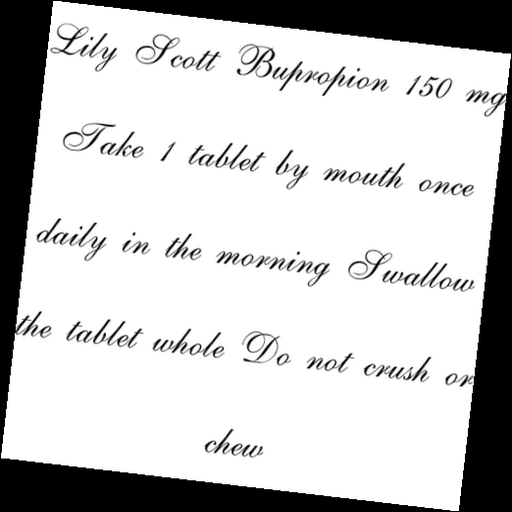 Lily Scott Bupropion 150 mg
Take 1 tablet by mouth once
daily in the morning Swallow
the tablet whole Do not crush or
chew